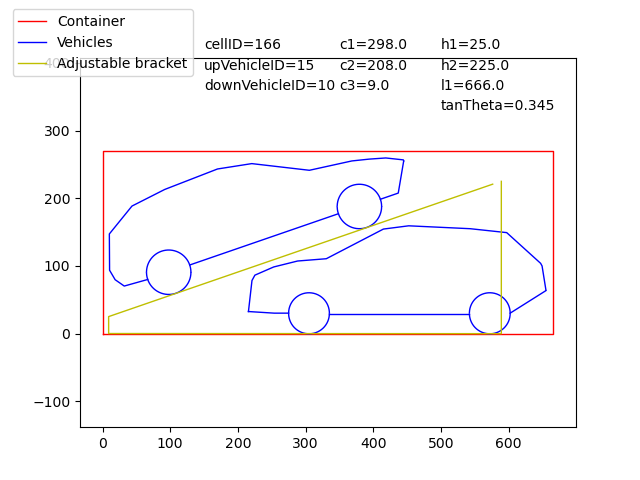 Container
Vehicles
Adjustable bracket
cellID=166 c1=298.0 h1=25.0
upVehicleID=15 c2=208.0 h2=225.0
downVehicleID=10 c3=9.0 l1=666.0
tanTheta=0.345
400
300
200
100
0
−100
0 100 200 300 400 500 600